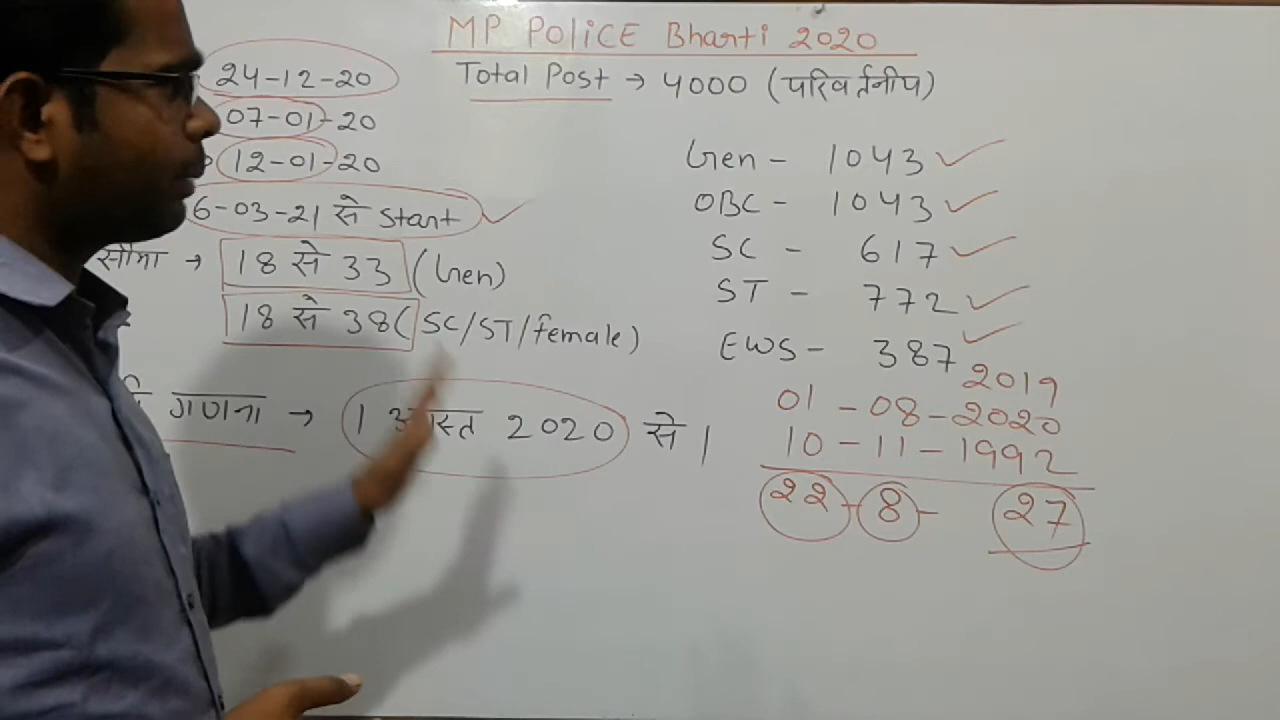 MP POLICE Bharti 2020
Total Post → 4000 (परिवर्तनीय)
24-12-20
07-01-20
12-01-20
6-03-21 से Start
सीमा → 18 से 33 (Gen)
18 से 38 (SC/ST/female)
गणना → 1 अगस्त 2020 से |
Gen - 1043
OBC - 1043
SC - 617
ST - 772
EWS - 387
2019
01-08-2020
10-11-1992
22-8-27